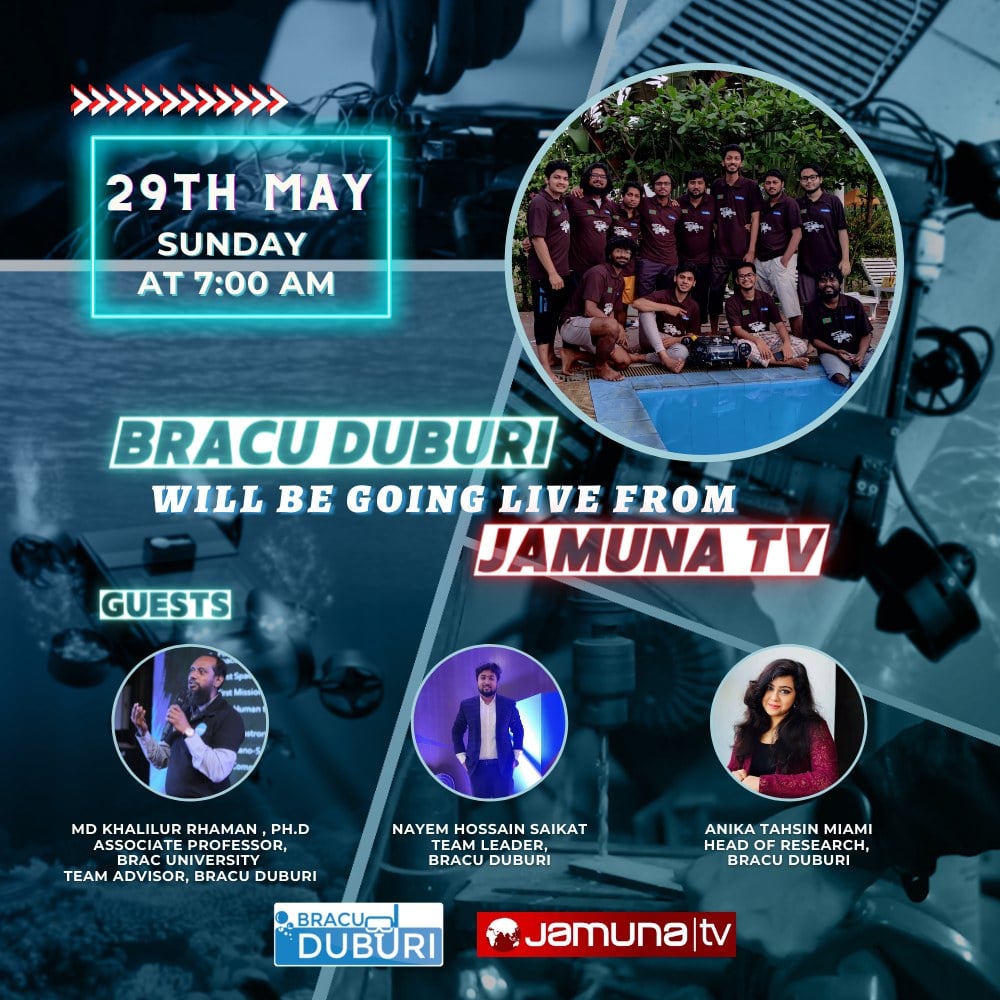 29TH MAY
SUNDAY
AT 7:00 AM
BRACU DUBURI
WILL BE GOING LIVE FROM
JAMUNA TV
GUESTS
MD KHALILUR RHAMAN , PH.D
ASSOCIATE PROFESSOR,
BRAC UNIVERSITY
TEAM ADVISOR, BRACU DUBURI
NAYEM HOSSAIN SAIKAT
TEAM LEADER,
BRACU DUBURI
ANIKA TAHSIN MIAMI
HEAD OF RESEARCH,
BRACU DUBURI
BRACU
DUBURI
Jamuna|tv